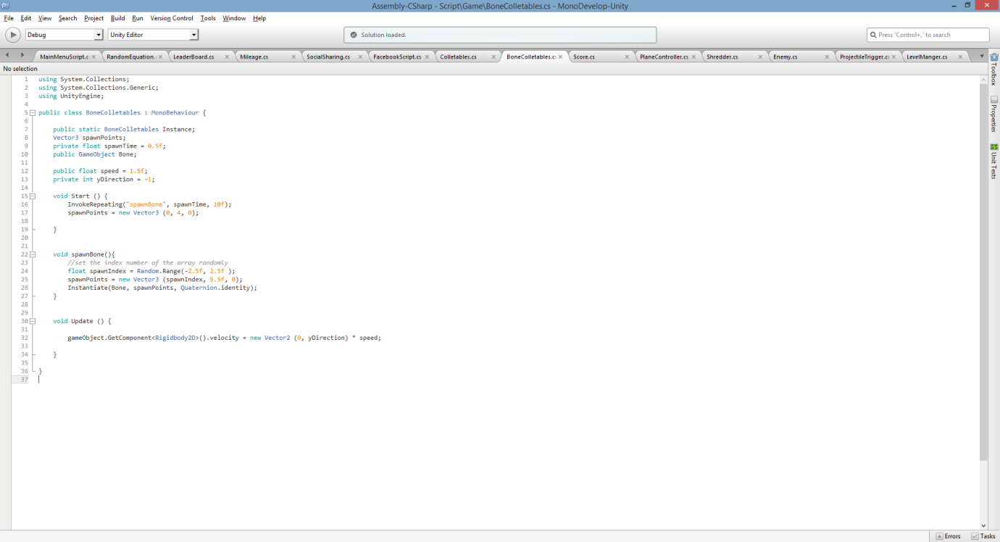 Assembly-CSharp - Script\Game\BoneColletables.cs - MonoDevelop-Unity
File Edit View Search Project Build Run Version Control Tools Window Help
Debug Unity Editor Solution loaded. Press 'Control+,' to search
MainMenuScript.c RandomEquation. LeaderBoard.cs Mileage.cs SocialSharing.cs FacebookScript.cs Colletables.cs BoneColletables.cs Score.cs PlaneController.cs Shredder.cs Enemy.cs ProjectileTrigger.cs LevelManger.cs
No selection
1 using System.Collections;
2 using System.Collections.Generic;
3 using UnityEngine;
4
5 public class BoneColletables : MonoBehaviour {
6
7 public static BoneColletables Instance;
8 Vector3 spawnPoints;
9 private float spawnTime = 0.5f;
10 public GameObject Bone;
11
12 public float speed = 1.5f;
13 private int yDirection = -1;
14
15 void Start () {
16 InvokeRepeating("spawnBone", spawnTime, 10f);
17 spawnPoints = new Vector3 (0, 4, 0);
18
19 }
20
21
22 void spawnBone(){
23 //set the index number of the array randomly
24 float spawnIndex = Random.Range(-2.5f, 2.5f );
25 spawnPoints = new Vector3 (spawnIndex, 5.5f, 0);
26 Instantiate(Bone, spawnPoints, Quaternion.identity);
27 }
28
29
30 void Update () {
31
32 gameObject.GetComponent<Rigidbody2D>().velocity = new Vector2 (0, yDirection) * speed;
33
34 }
35
36 }
37
Toolbox
Properties
Unit Tests
Errors Tasks